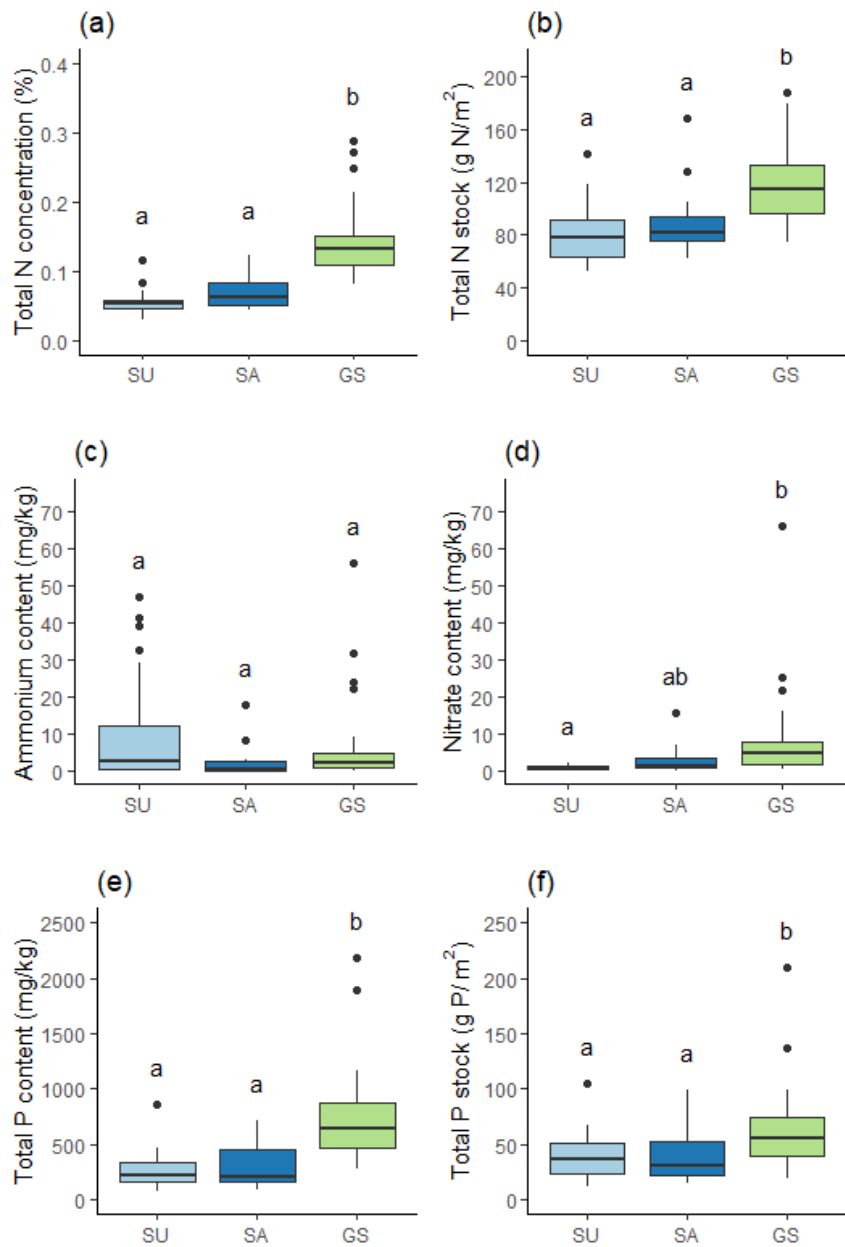 (a)
Total N concentration (%)
0.4
0.3
0.2
0.1
0.0
a
a
b
SU
SA
GS
(b)
Total N stock (g N/m²)
200
160
120
80
40
0
a
a
b
SU
SA
GS
(c)
Ammonium content (mg/kg)
70
60
50
40
30
20
10
0
a
a
a
SU
SA
GS
(d)
Nitrate content (mg/kg)
70
60
50
40
30
20
10
0
a
ab
b
SU
SA
GS
(e)
Total P content (mg/kg)
2500
2000
1500
1000
500
0
a
a
b
SU
SA
GS
(f)
Total P stock (g P/m²)
250
200
150
100
50
0
a
a
b
SU
SA
GS